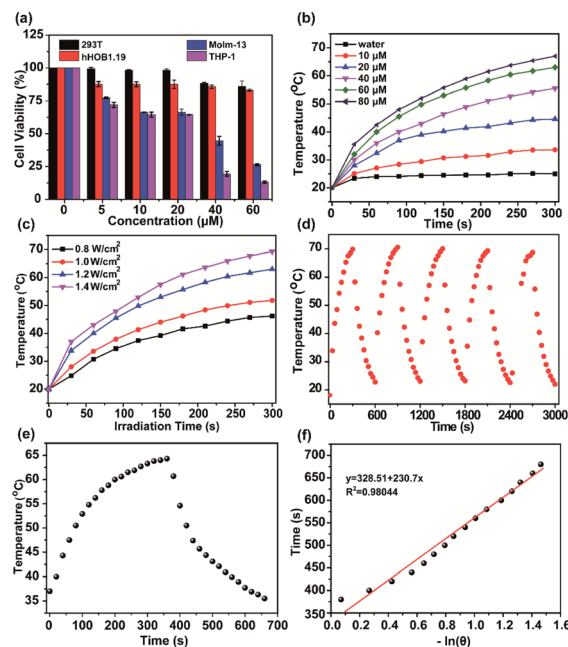 (a)
293T
hHOB1.19
Molm-13
THP-1
Cell Viability (%)
125
100
75
50
25
0
0 5 10 20 40 60
Concentration (μM)
(b)
water
10 μM
20 μM
40 μM
60 μM
80 μM
Temperature (°C)
70
60
50
40
30
20
10
0 50 100 150 200 250 300
Time (s)
(c)
0.8 W/cm²
1.0 W/cm²
1.2 W/cm²
1.4 W/cm²
Temperature (°C)
70
60
50
40
30
20
0 50 100 150 200 250 300
Irradiation Time (s)
(d)
Temperature (°C)
80
70
60
50
40
30
20
0 600 1200 1800 2400 3000
Time (s)
(e)
Temperature (°C)
65
60
55
50
45
40
35
0 100 200 300 400 500 600 700
Time (s)
(f)
y=328.51+230.7x
R²=0.98044
Time (s)
700
650
600
550
500
450
400
350
0.0 0.2 0.4 0.6 0.8 1.0 1.2 1.4 1.6
- ln(θ)